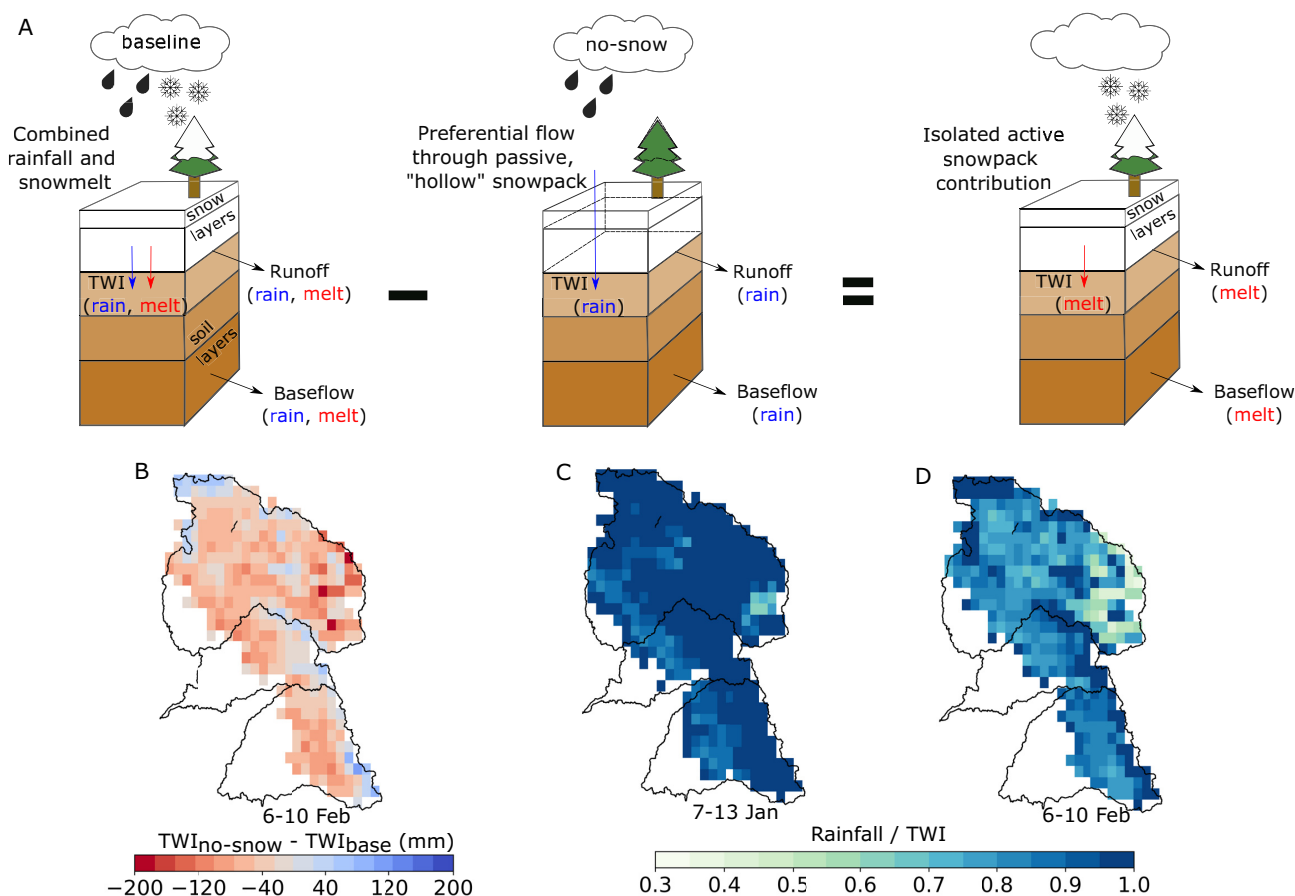 A
baseline
Combined
rainfall and
snowmelt
snow
layers
TWI
(rain, melt)
soil
layers
Runoff
(rain, melt)
Baseflow
(rain, melt)
no-snow
Preferential flow
through passive,
"hollow" snowpack
TWI
(rain)
Runoff
(rain)
Baseflow
(rain)
Isolated active
snowpack
contribution
snow
layers
TWI
(melt)
Runoff
(melt)
Baseflow
(melt)
B
6-10 Feb
TWIno-snow - TWIbase (mm)
−200 −120 −40 40 120 200
C
7-13 Jan
D
6-10 Feb
Rainfall / TWI
0.3 0.4 0.5 0.6 0.7 0.8 0.9 1.0